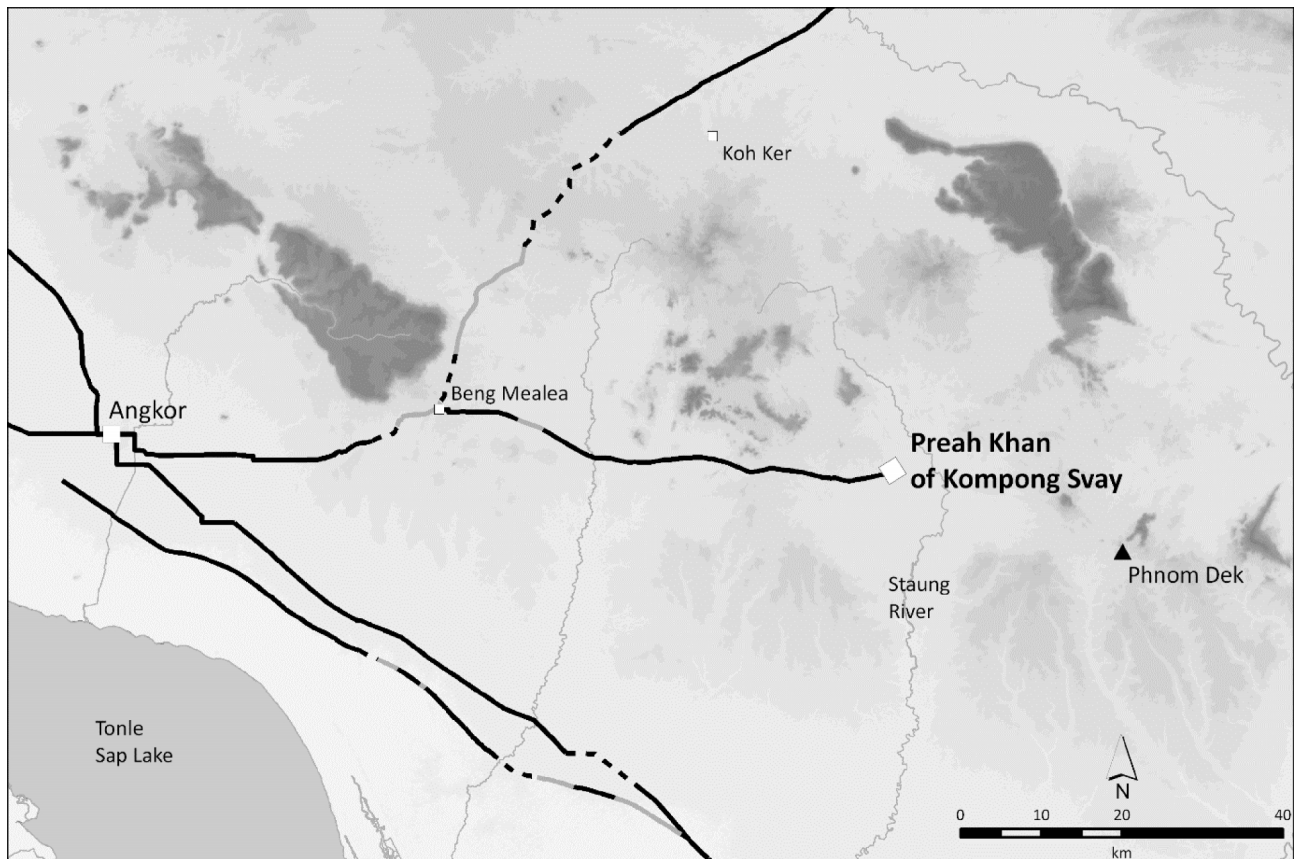 Koh Ker
Beng Mealea
Angkor
Preah Khan
of Kompong Svay
Phnom Dek
Staung
River
Tonle
Sap Lake
N
0 10 20 40
km